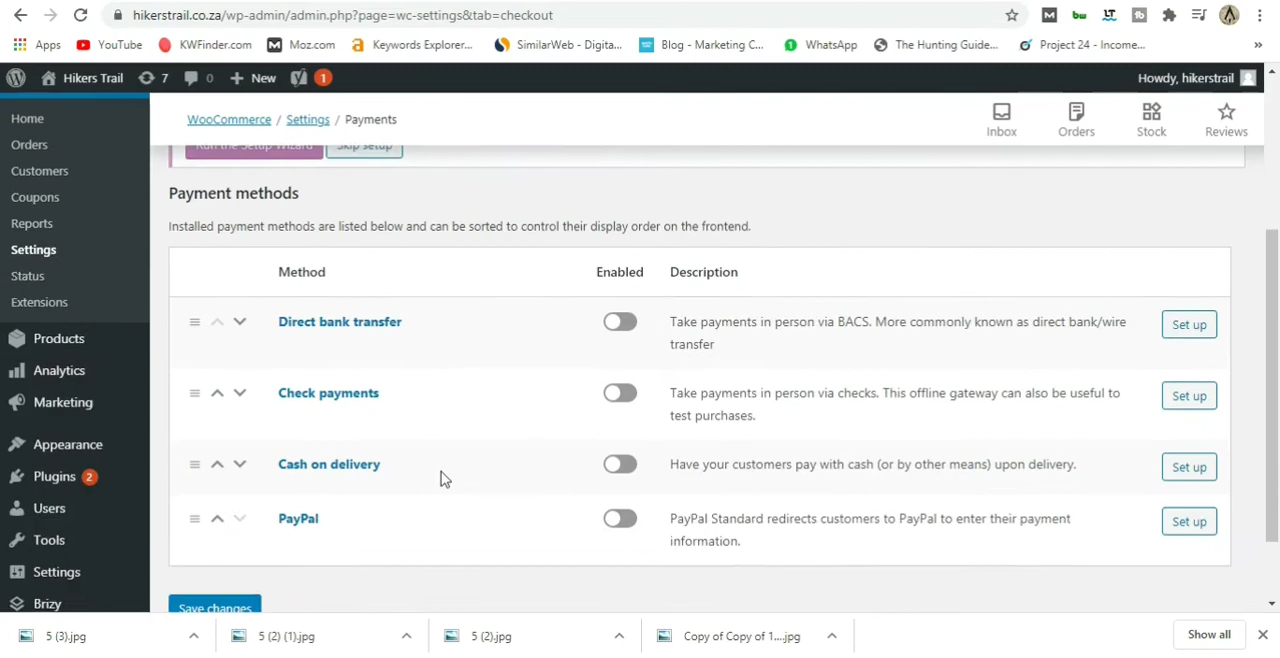 hikerstrail.co.za/wp-admin/admin.php?page=wc-settings&tab=checkout
Apps YouTube KWFinder.com Moz.com Keywords Explorer... SimilarWeb - Digita... Blog - Marketing C... WhatsApp The Hunting Guide... Project 24 - Income... »
Hikers Trail 7 0 New 1 Howdy, hikerstrail
Home
Orders
Customers
Coupons
Reports
Settings
Status
Extensions
Products
Analytics
Marketing
Appearance
Plugins 2
Users
Tools
Settings
Brizy
WooCommerce / Settings / Payments
Inbox Orders Stock Reviews
Run the Setup Wizard Skip setup
Payment methods
Installed payment methods are listed below and can be sorted to control their display order on the frontend.
Method Enabled Description
Direct bank transfer Take payments in person via BACS. More commonly known as direct bank/wire
transfer
Set up
Check payments Take payments in person via checks. This offline gateway can also be useful to
test purchases.
Set up
Cash on delivery Have your customers pay with cash (or by other means) upon delivery. Set up
PayPal PayPal Standard redirects customers to PayPal to enter their payment
information.
Set up
Save changes
5 (3).jpg 5 (2) (1).jpg 5 (2).jpg Copy of Copy of 1....jpg Show all